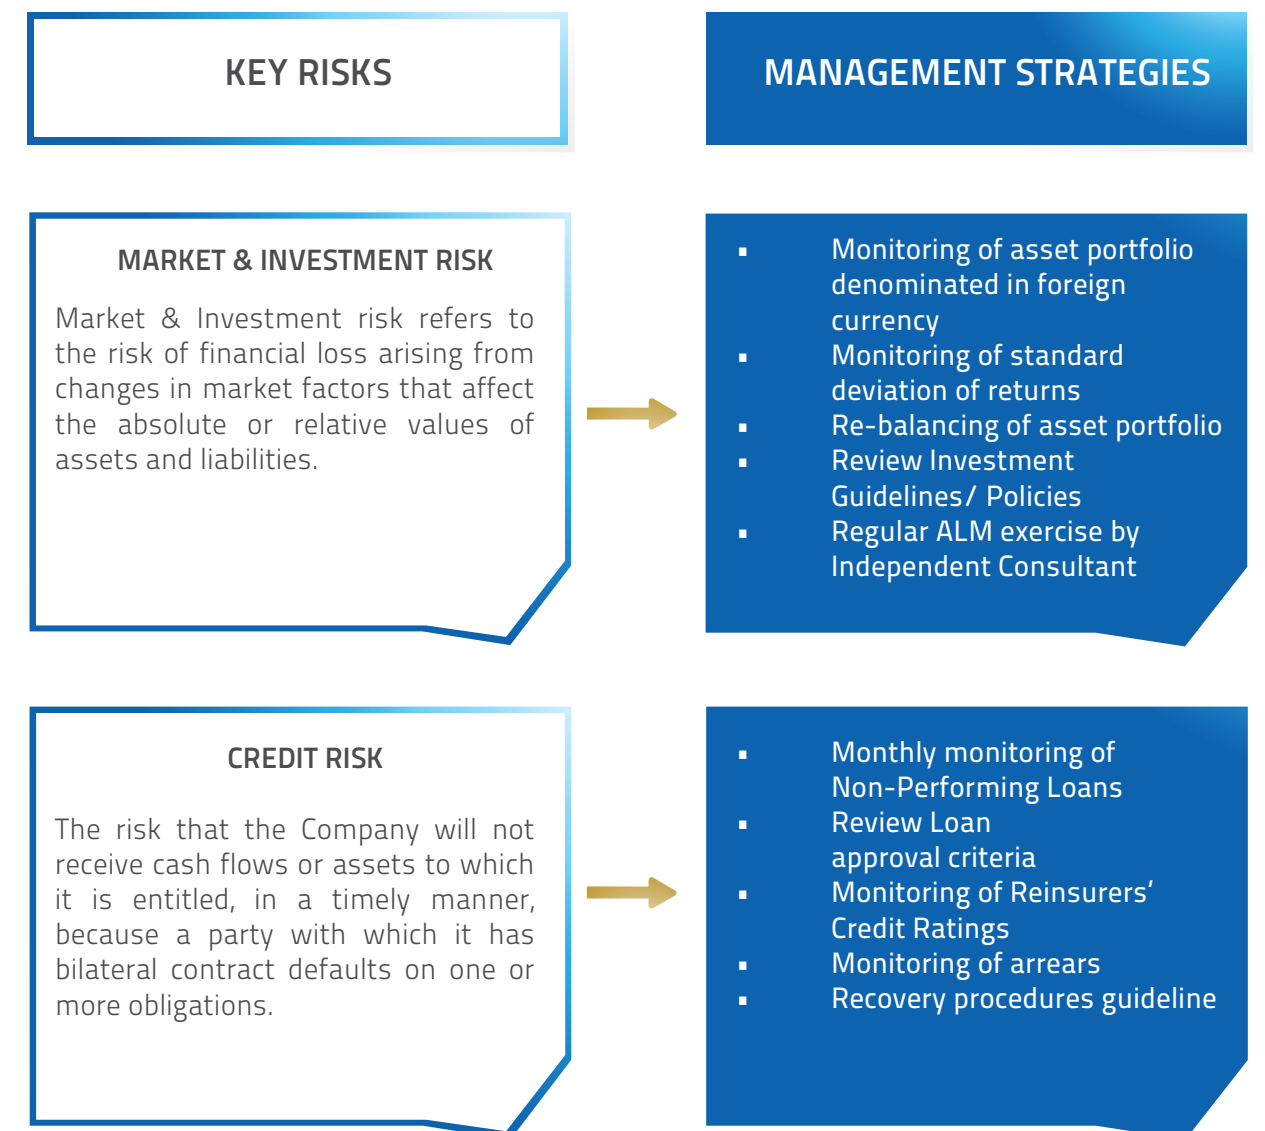 KEY RISKS
MANAGEMENT STRATEGIES
MARKET & INVESTMENT RISK
Market & Investment risk refers to
the risk of financial loss arising from
changes in market factors that affect
the absolute or relative values of
assets and liabilities.
▪ Monitoring of asset portfolio
denominated in foreign
currency
▪ Monitoring of standard
deviation of returns
▪ Re-balancing of asset portfolio
▪ Review Investment
Guidelines/ Policies
▪ Regular ALM exercise by
Independent Consultant
CREDIT RISK
The risk that the Company will not
receive cash flows or assets to which
it is entitled, in a timely manner,
because a party with which it has
bilateral contract defaults on one or
more obligations.
▪ Monthly monitoring of
Non-Performing Loans
▪ Review Loan
approval criteria
▪ Monitoring of Reinsurers’
Credit Ratings
▪ Monitoring of arrears
▪ Recovery procedures guideline